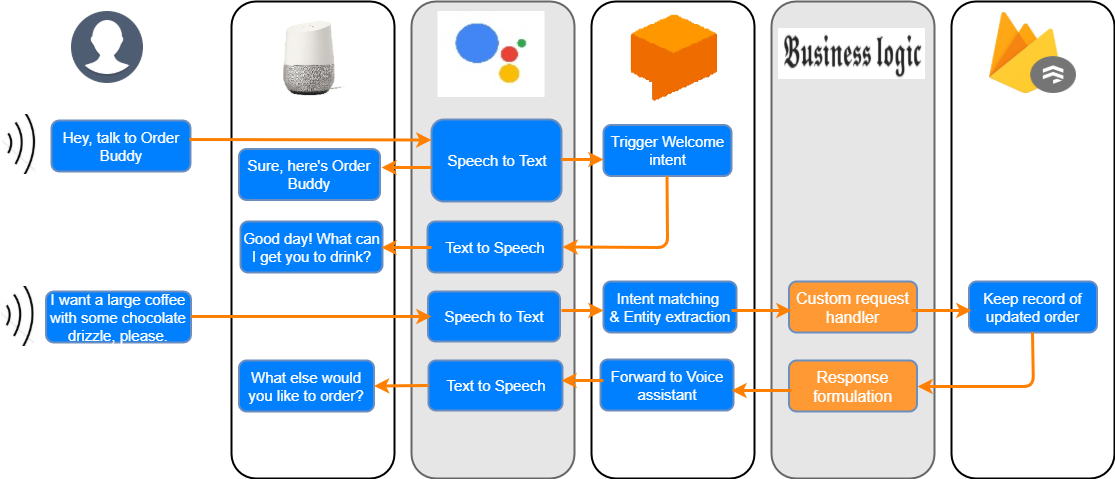 Business logic
Hey, talk to Order
Buddy
Speech to Text
Trigger Welcome
intent
Sure, here's Order
Buddy
Good day! What can
I get you to drink?
Text to Speech
I want a large coffee
with some chocolate
drizzle, please.
Speech to Text
Intent matching
& Entity extraction
Custom request
handler
Keep record of
updated order
What else would
you like to order?
Text to Speech
Forward to Voice
assistant
Response
formulation